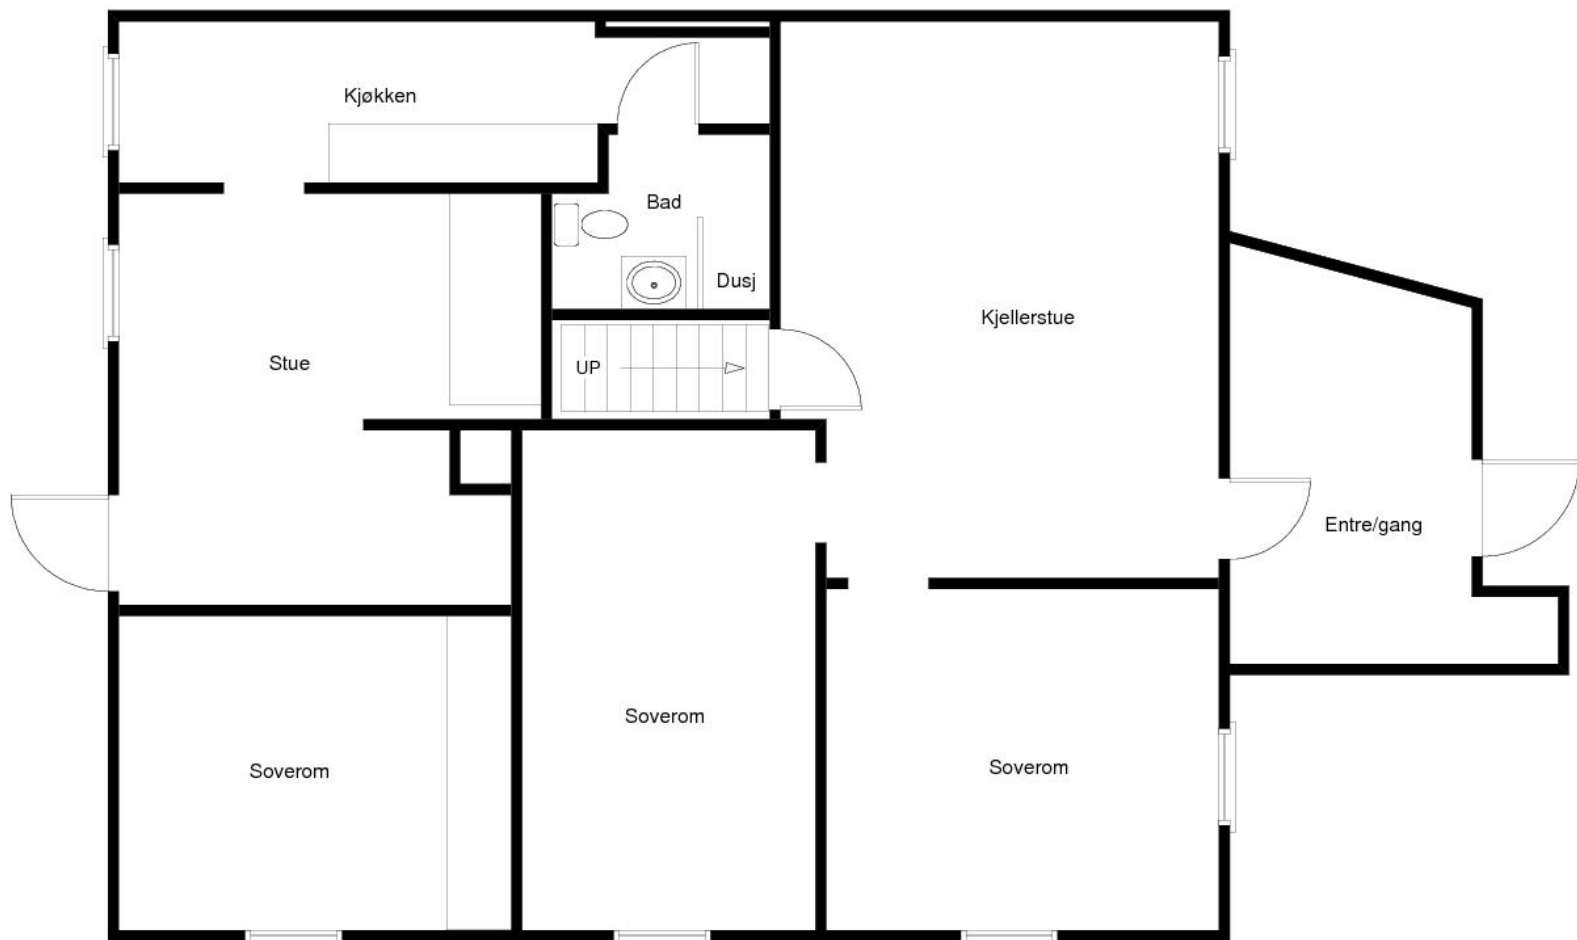 Kjøkken
Bad
Dusj
Kjellerstue
Stue
UP
Entre/gang
Soverom
Soverom
Soverom